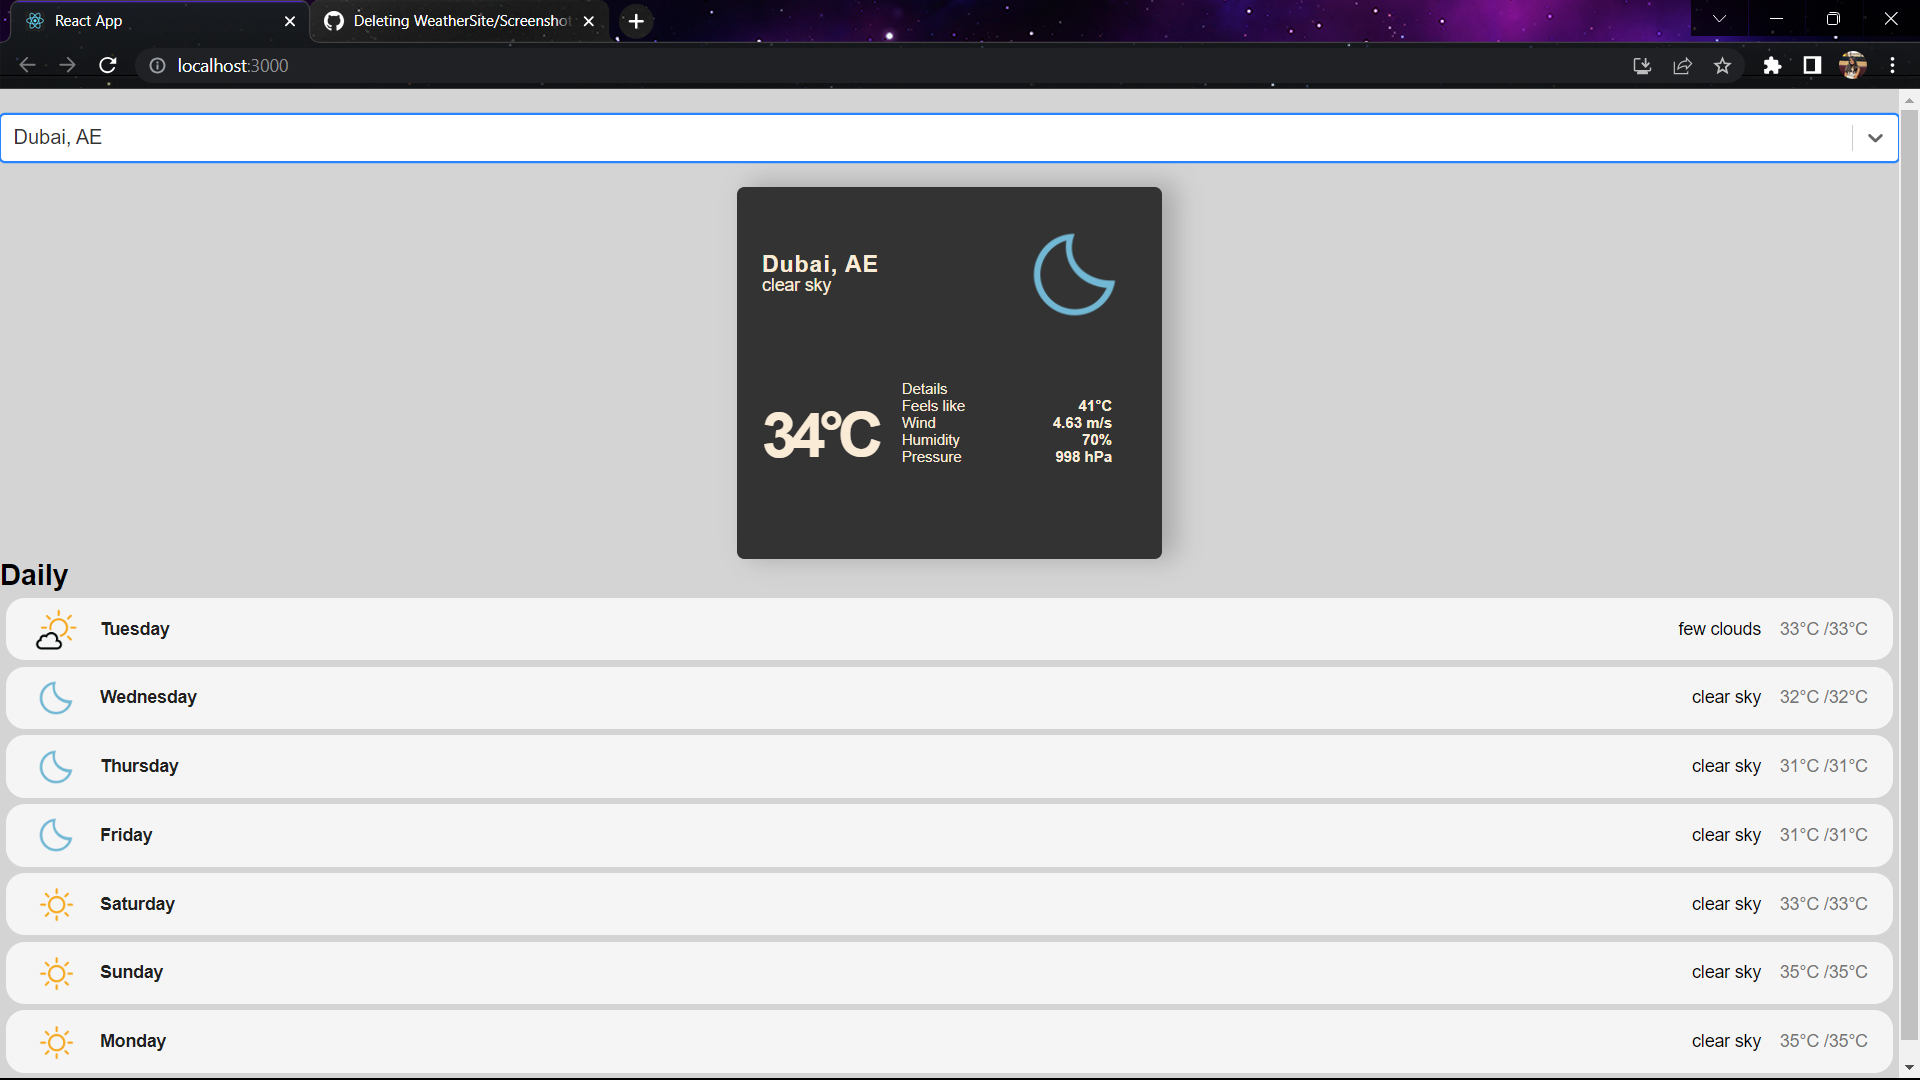 React App
Deleting WeatherSite/Screenshot
localhost:3000
Dubai, AE
Dubai, AE
clear sky
34°C
Details
Feels like 41°C
Wind 4.63 m/s
Humidity 70%
Pressure 998 hPa
Daily
Tuesday few clouds 33°C /33°C
Wednesday clear sky 32°C /32°C
Thursday clear sky 31°C /31°C
Friday clear sky 31°C /31°C
Saturday clear sky 33°C /33°C
Sunday clear sky 35°C /35°C
Monday clear sky 35°C /35°C